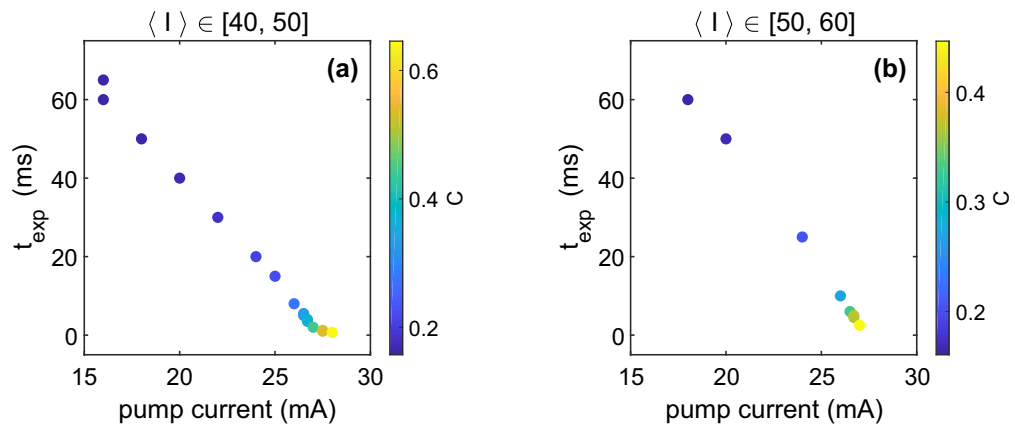 ⟨ I ⟩ ∈ [40, 50]
(a)
60
40
20
0
t_exp (ms)
15 20 25 30
pump current (mA)
0.6
0.4
0.2
C
⟨ I ⟩ ∈ [50, 60]
(b)
60
40
20
0
t_exp (ms)
15 20 25 30
pump current (mA)
0.4
0.3
0.2
C